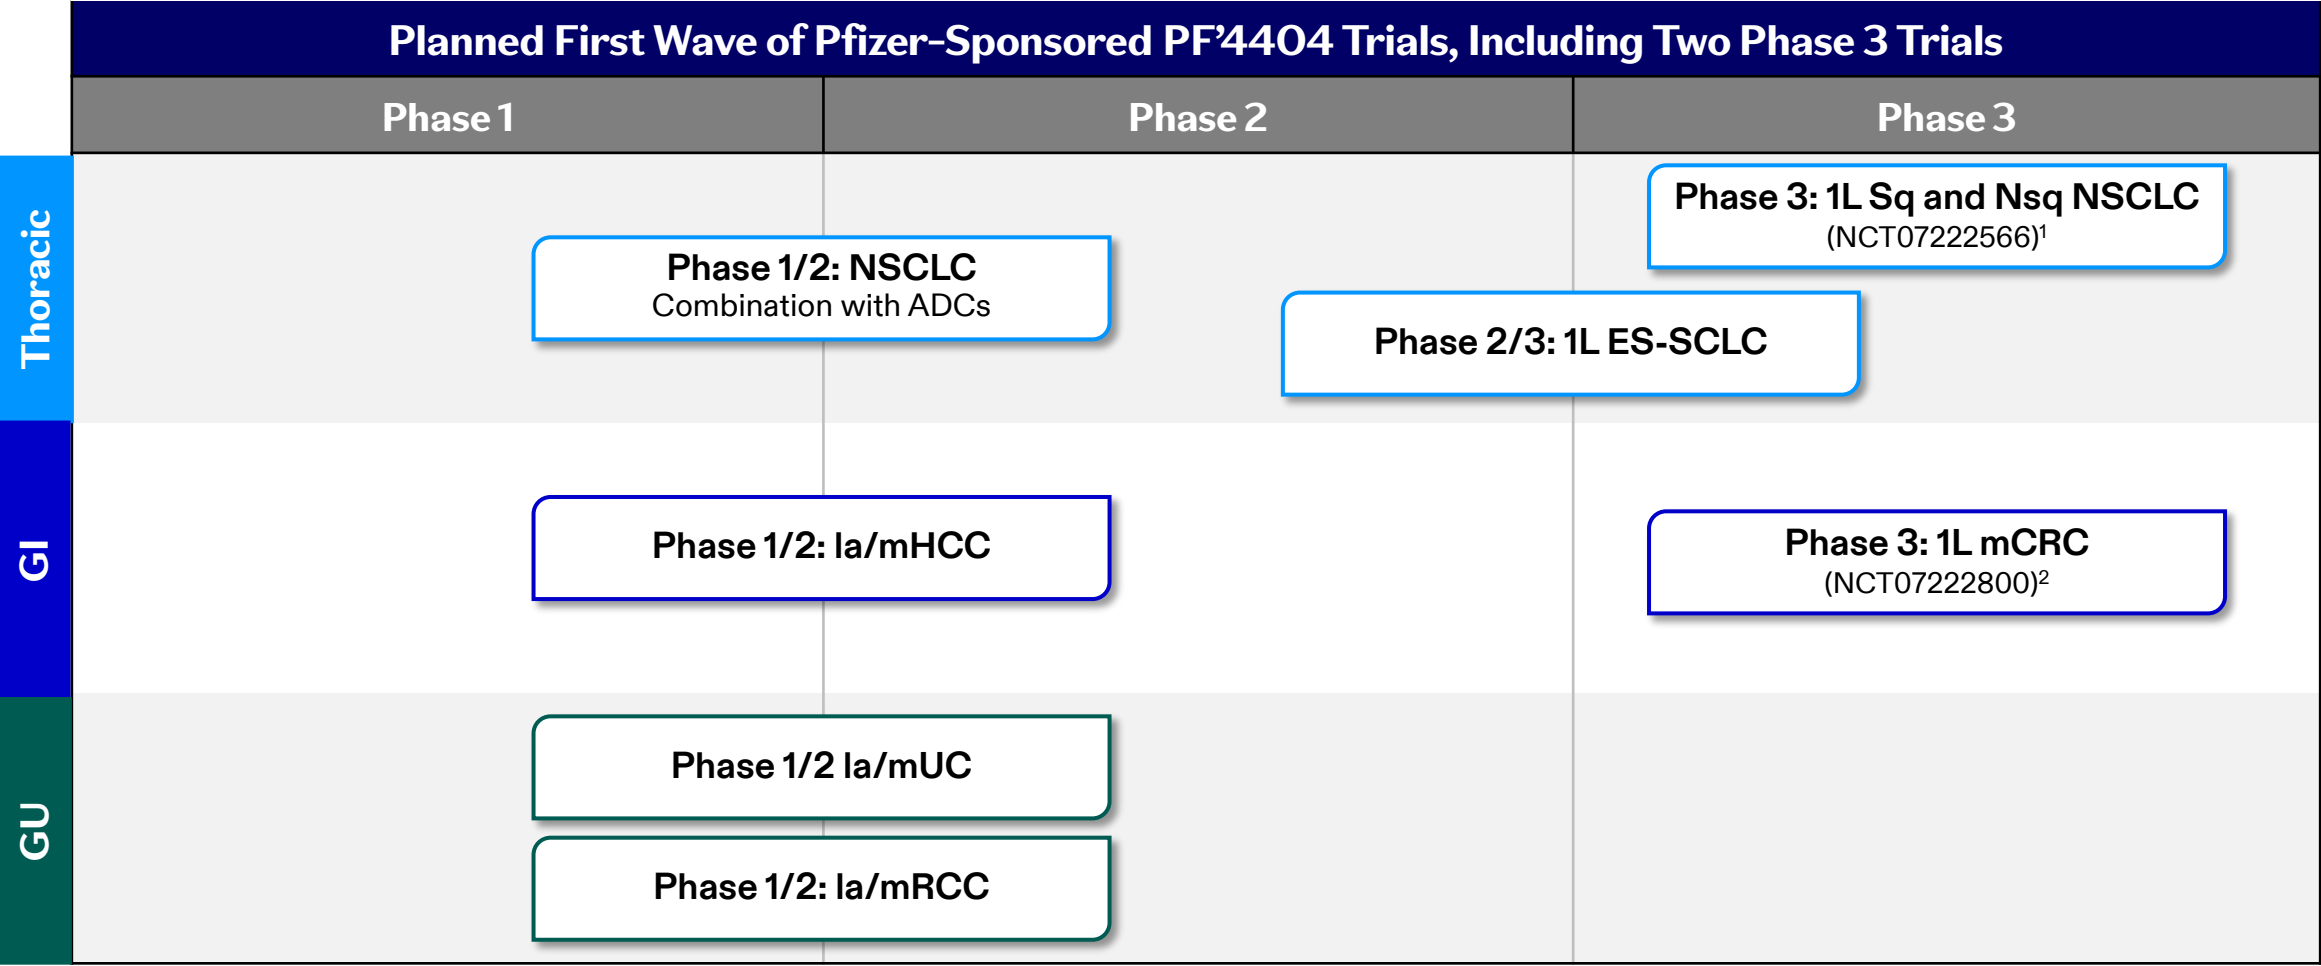 Planned First Wave of Pfizer-Sponsored PF’4404 Trials, Including Two Phase 3 Trials
Phase 1
Phase 2
Phase 3
Thoracic
Phase 3: 1L Sq and Nsq NSCLC
(NCT07222566)¹
Phase 1/2: NSCLC
Combination with ADCs
Phase 2/3: 1L ES-SCLC
GI
Phase 1/2: la/mHCC
Phase 3: 1L mCRC
(NCT07222800)²
GU
Phase 1/2 la/mUC
Phase 1/2: la/mRCC